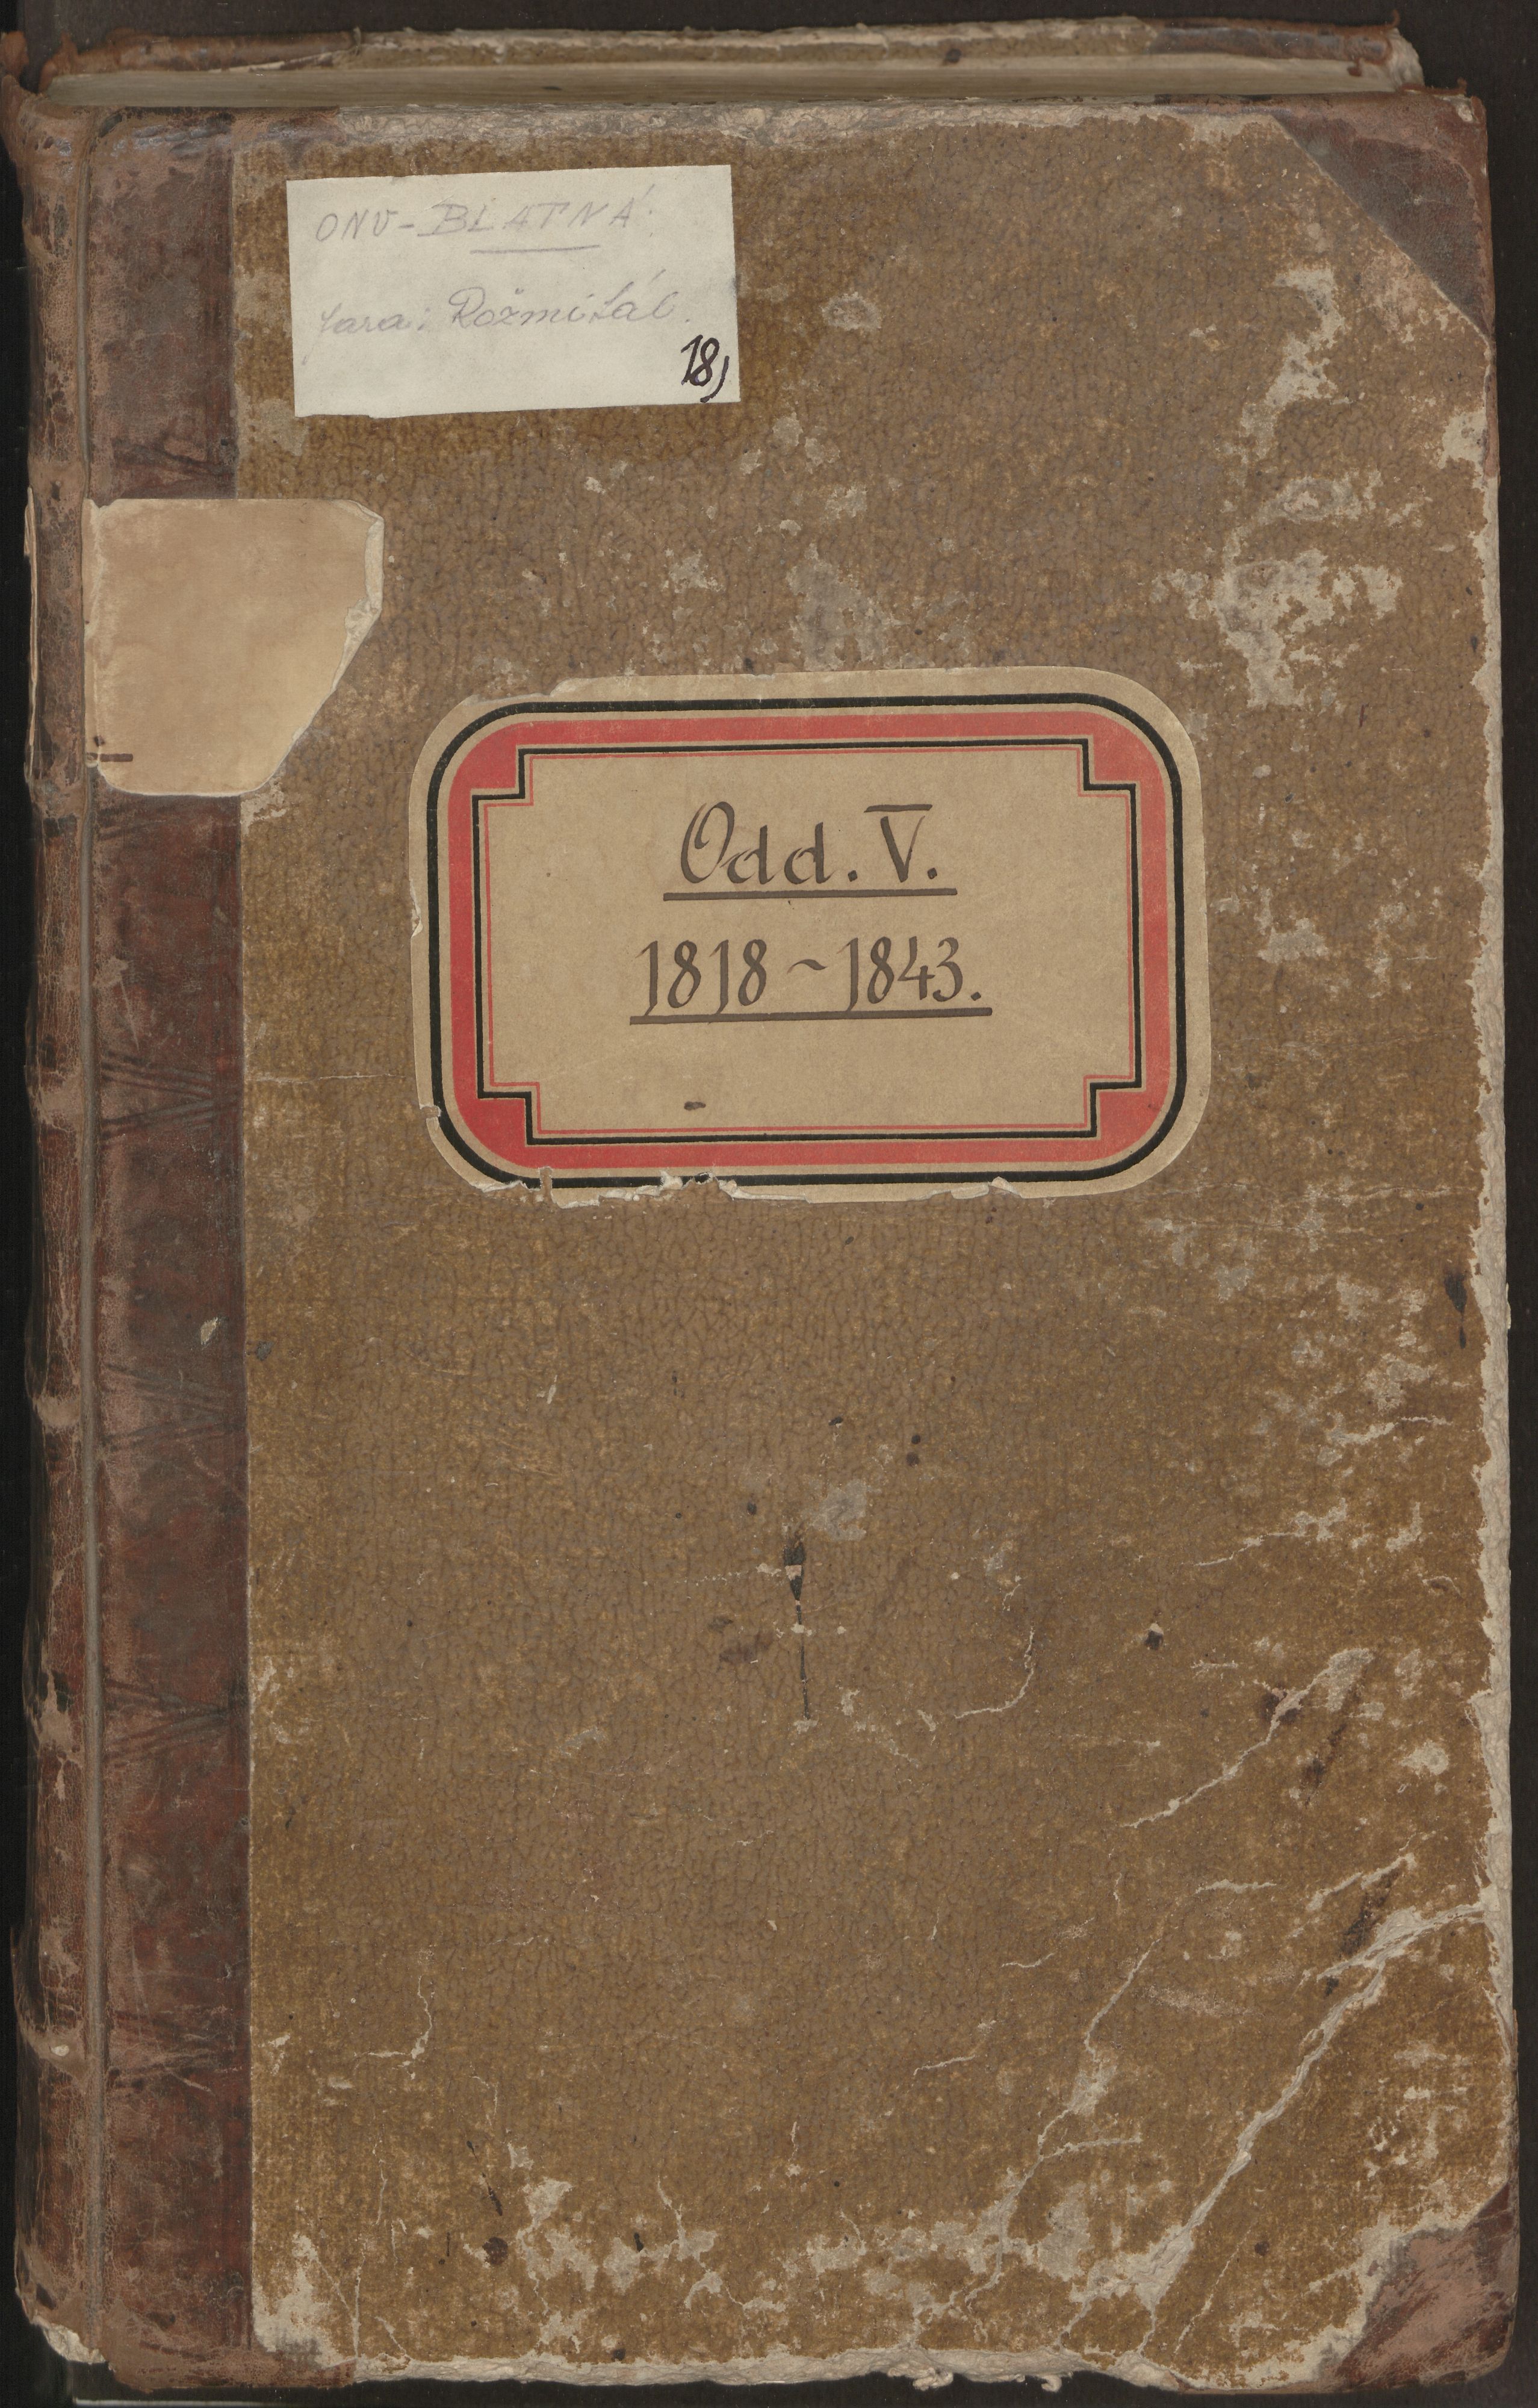 ONV-BLATNÁ.
fara: Rožmitál.
18)
Odd. V.
1818~1843.